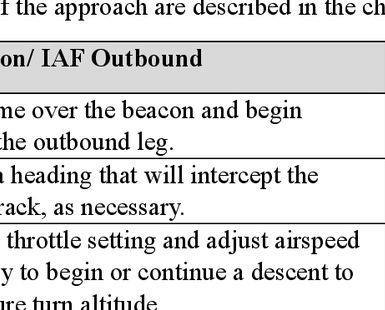 f the approach are described in the ch
on/ IAF Outbound
me over the beacon and begin
the outbound leg.
a heading that will intercept the
rack, as necessary.
throttle setting and adjust airspeed
y to begin or continue a descent to
ure turn altitude